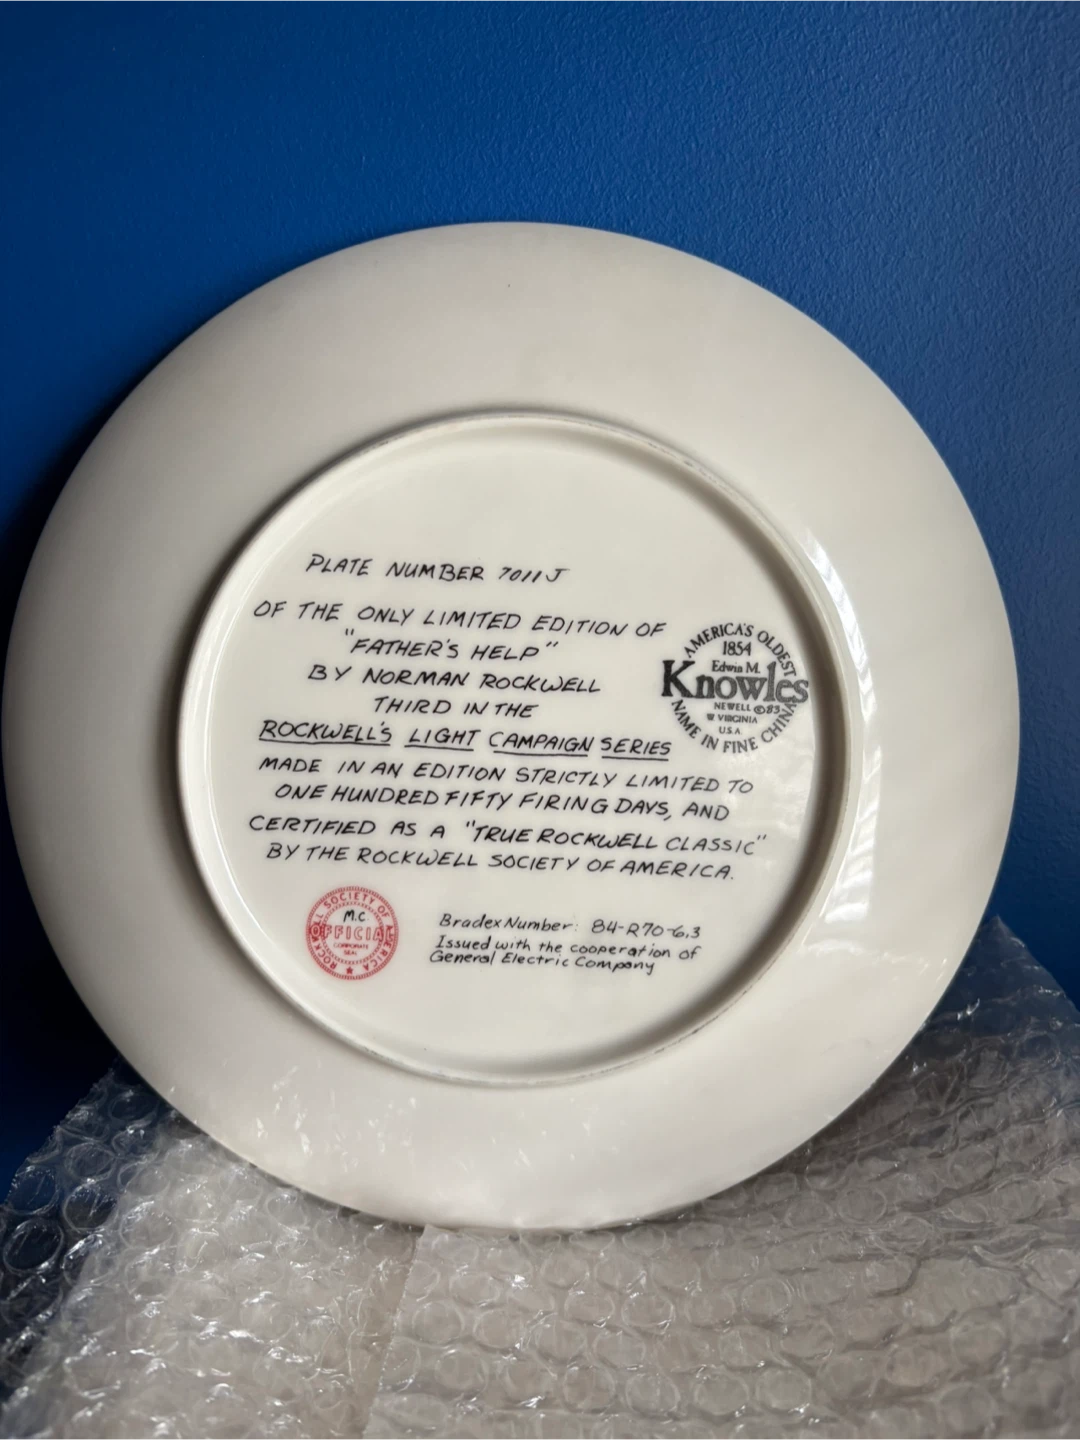 PLATE NUMBER 7011J
OF THE ONLY LIMITED EDITION OF
"FATHER'S HELP"
BY NORMAN ROCKWELL
THIRD IN THE
ROCKWELL'S LIGHT CAMPAIGN SERIES
MADE IN AN EDITION STRICTLY LIMITED TO
ONE HUNDRED FIFTY FIRING DAYS, AND
CERTIFIED AS A "TRUE ROCKWELL CLASSIC"
BY THE ROCKWELL SOCIETY OF AMERICA.
AMERICA'S OLDEST
1854
Edwin M.
Knowles
NEWELL ©83
W VIRGINIA
U.S.A.
NAME IN FINE CHINA
ROCKWELL SOCIETY OF AMERICA
M.C.
OFFICIAL
CORPORATE
SEAL
Bradex Number: 84-R70-6.3
Issued with the cooperation of
General Electric Company